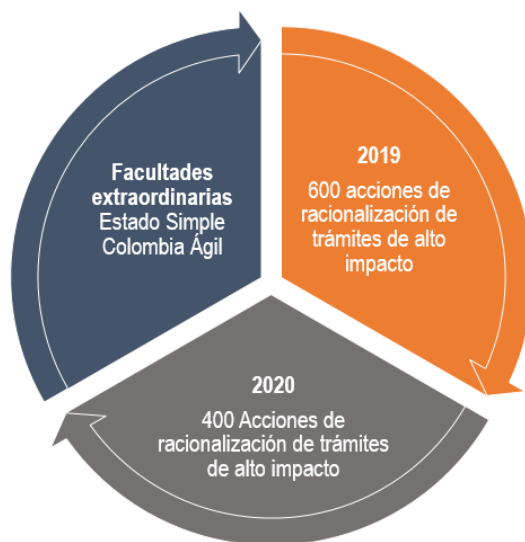 Facultades
extraordinarias
Estado Simple
Colombia Ágil
2019
600 acciones de
racionalización de
trámites de alto
impacto
2020
400 Acciones de
racionalización de trámites
de alto impacto